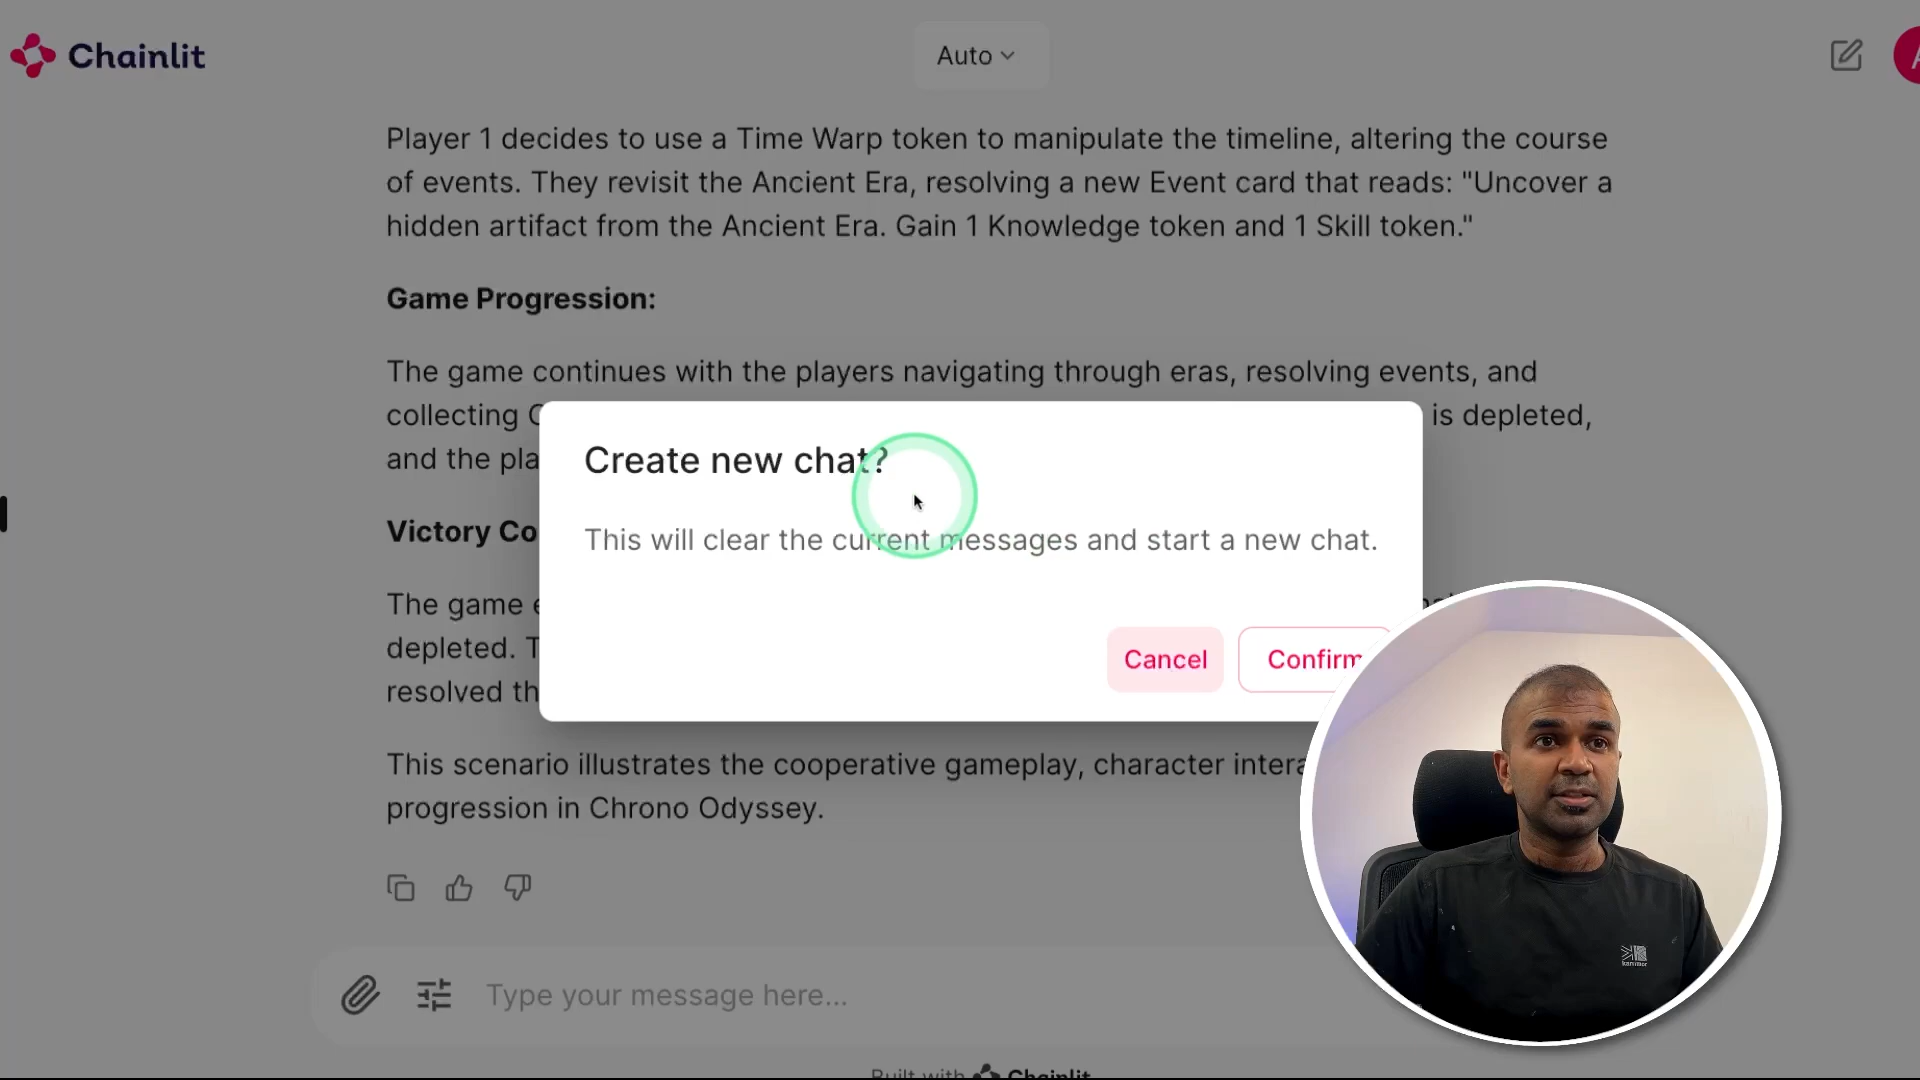 Chainlit
Auto
Player 1 decides to use a Time Warp token to manipulate the timeline, altering the course
of events. They revisit the Ancient Era, resolving a new Event card that reads: "Uncover a
hidden artifact from the Ancient Era. Gain 1 Knowledge token and 1 Skill token."
Game Progression:
The game continues with the players navigating through eras, resolving events, and
collecting is depleted,
and the
Create new chat?
This will clear the current messages and start a new chat.
Victory
The game
depleted.
resolved
Cancel
Confirm
This scenario illustrates the cooperative gameplay, character
progression in Chrono Odyssey.
Type your message here...
Built with Chainlit